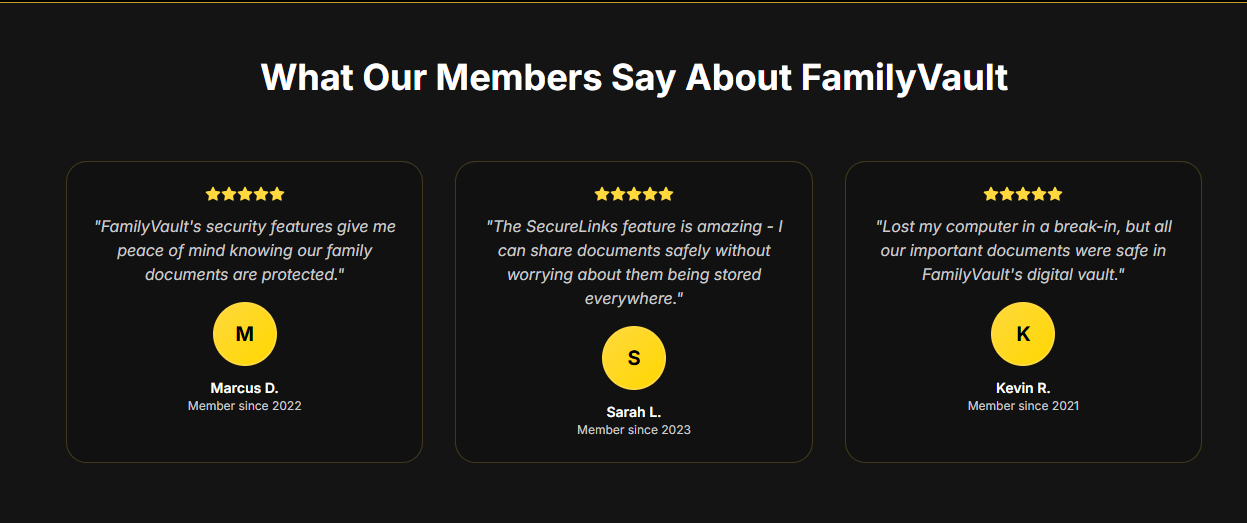 What Our Members Say About FamilyVault
"FamilyVault's security features give me
peace of mind knowing our family
documents are protected."
M
Marcus D.
Member since 2022
"The SecureLinks feature is amazing - I
can share documents safely without
worrying about them being stored
everywhere."
S
Sarah L.
Member since 2023
"Lost my computer in a break-in, but all
our important documents were safe in
FamilyVault's digital vault."
K
Kevin R.
Member since 2021